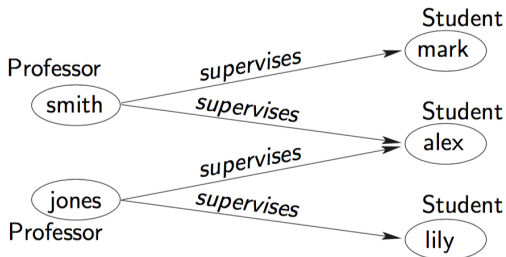 Student
mark
Professor
supervises
smith
supervises
Student
alex
supervises
jones
supervises
Student
Professor
lily